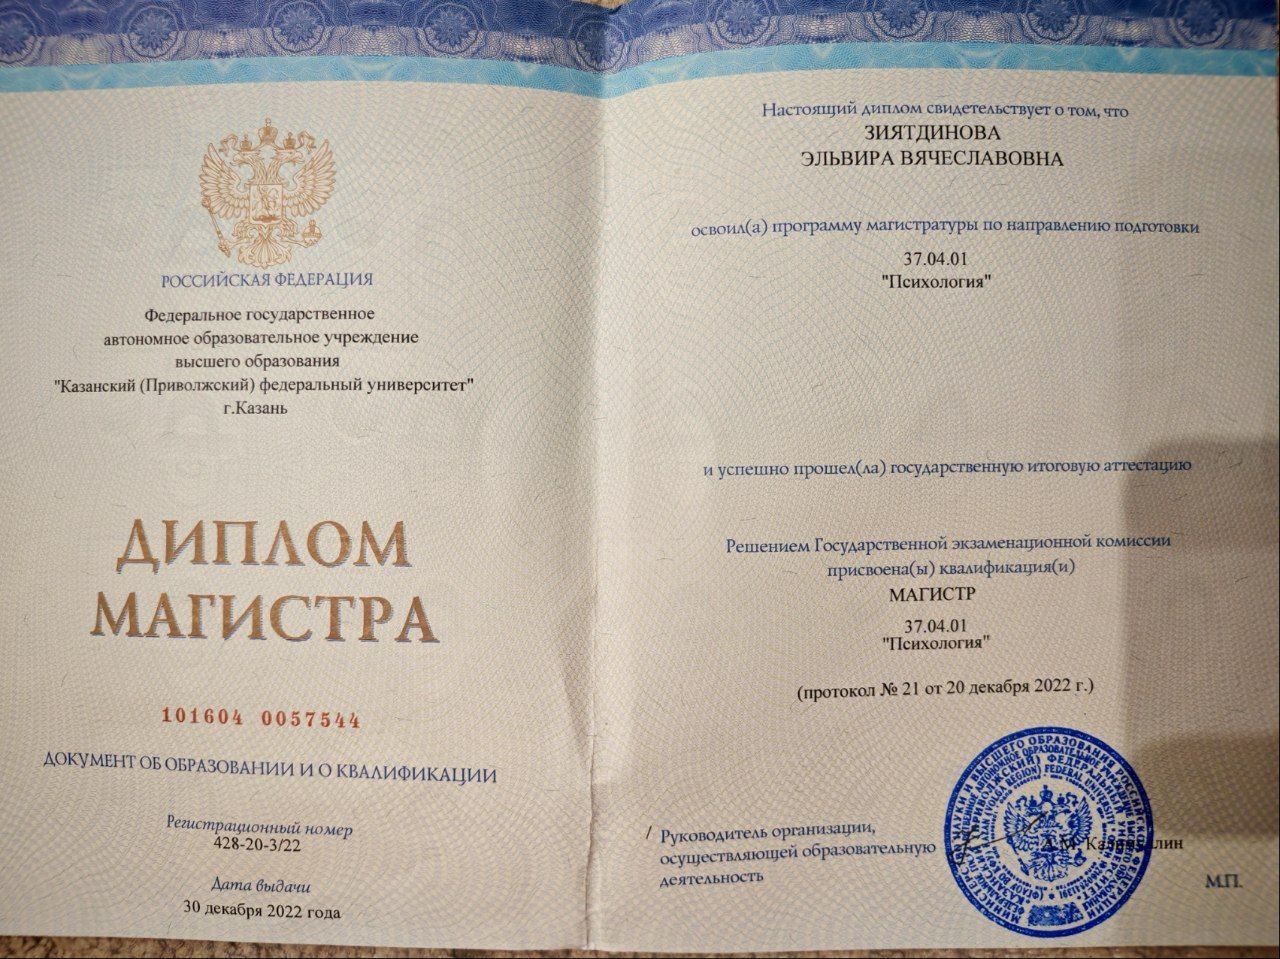 РОССИЙСКАЯ ФЕДЕРАЦИЯ
Федеральное государственное
автономное образовательное учреждение
высшего образования
"Казанский (Приволжский) федеральный университет"
г.Казань
ДИПЛОМ
МАГИСТРА
101604 0057544
ДОКУМЕНТ ОБ ОБРАЗОВАНИИ И О КВАЛИФИКАЦИИ
Регистрационный номер
428-20-3/22
Дата выдачи
30 декабря 2022 года
Настоящий диплом свидетельствует о том, что
ЗИЯТДИНОВА
ЭЛЬВИРА ВЯЧЕСЛАВОВНА
освоил(а) программу магистратуры по направлению подготовки
37.04.01
"Психология"
и успешно прошел(ла) государственную итоговую аттестацию
Решением Государственной экзаменационной комиссии
присвоена(ы) квалификация(и)
МАГИСТР
37.04.01
"Психология"
(протокол № 21 от 20 декабря 2022 г.)
Руководитель организации,
осуществляющей образовательную
деятельность
М.П.